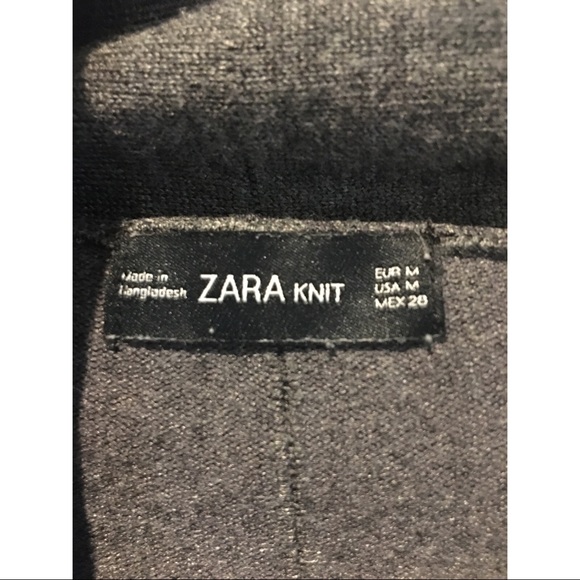 Made in
Bangladesh
ZARA KNIT
EUR M
USA M
MEX 28